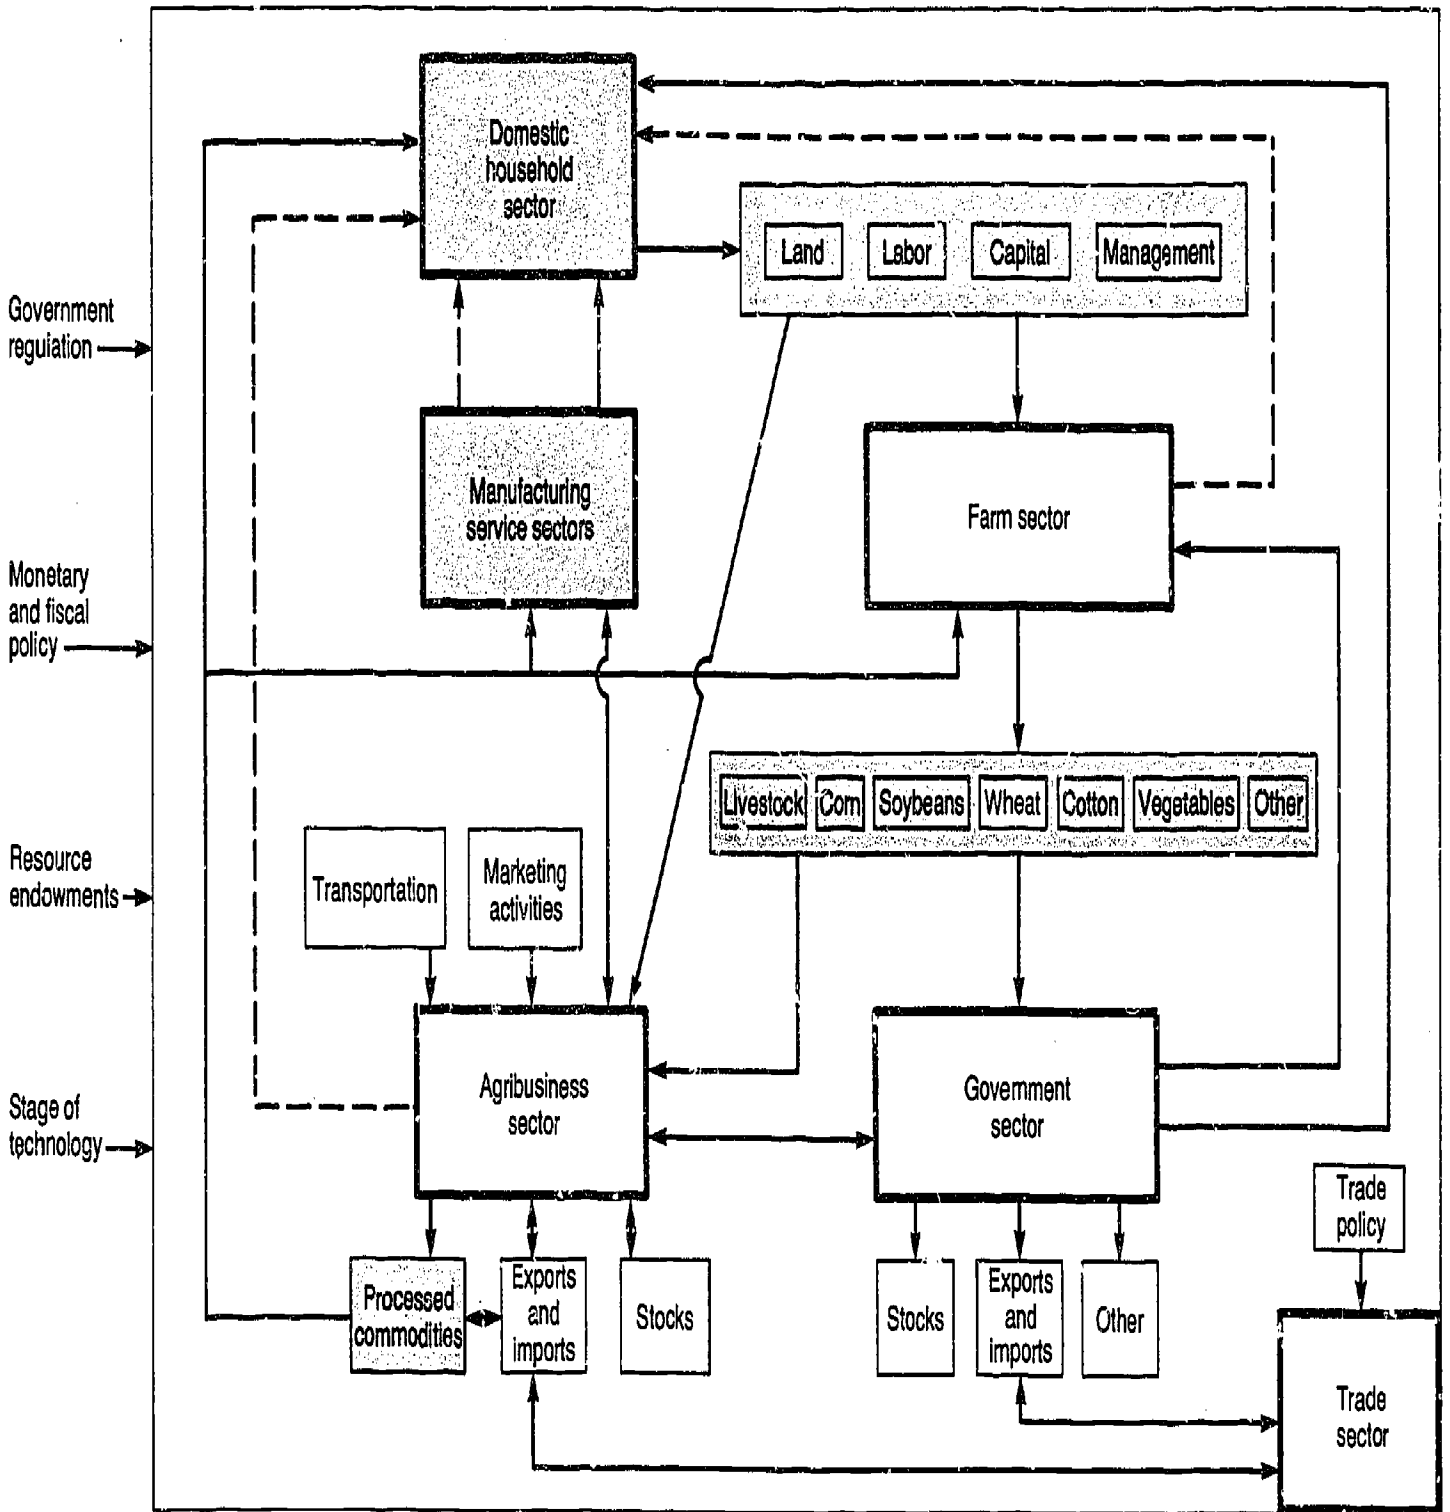 Domestic
household
sector
Land
Labor
Capital
Management
Government
regulation
Manufacturing
service sectors
Farm sector
Monetary
and fiscal
policy
Livestock
Corn
Soybeans
Wheat
Cotton
Vegetables
Other
Transportation
Marketing
activities
Resource
endowments
Agribusiness
sector
Government
sector
Stage of
technology
Trade
policy
Processed
commodities
Exports
and
imports
Stocks
Stocks
Exports
and
imports
Other
Trade
sector